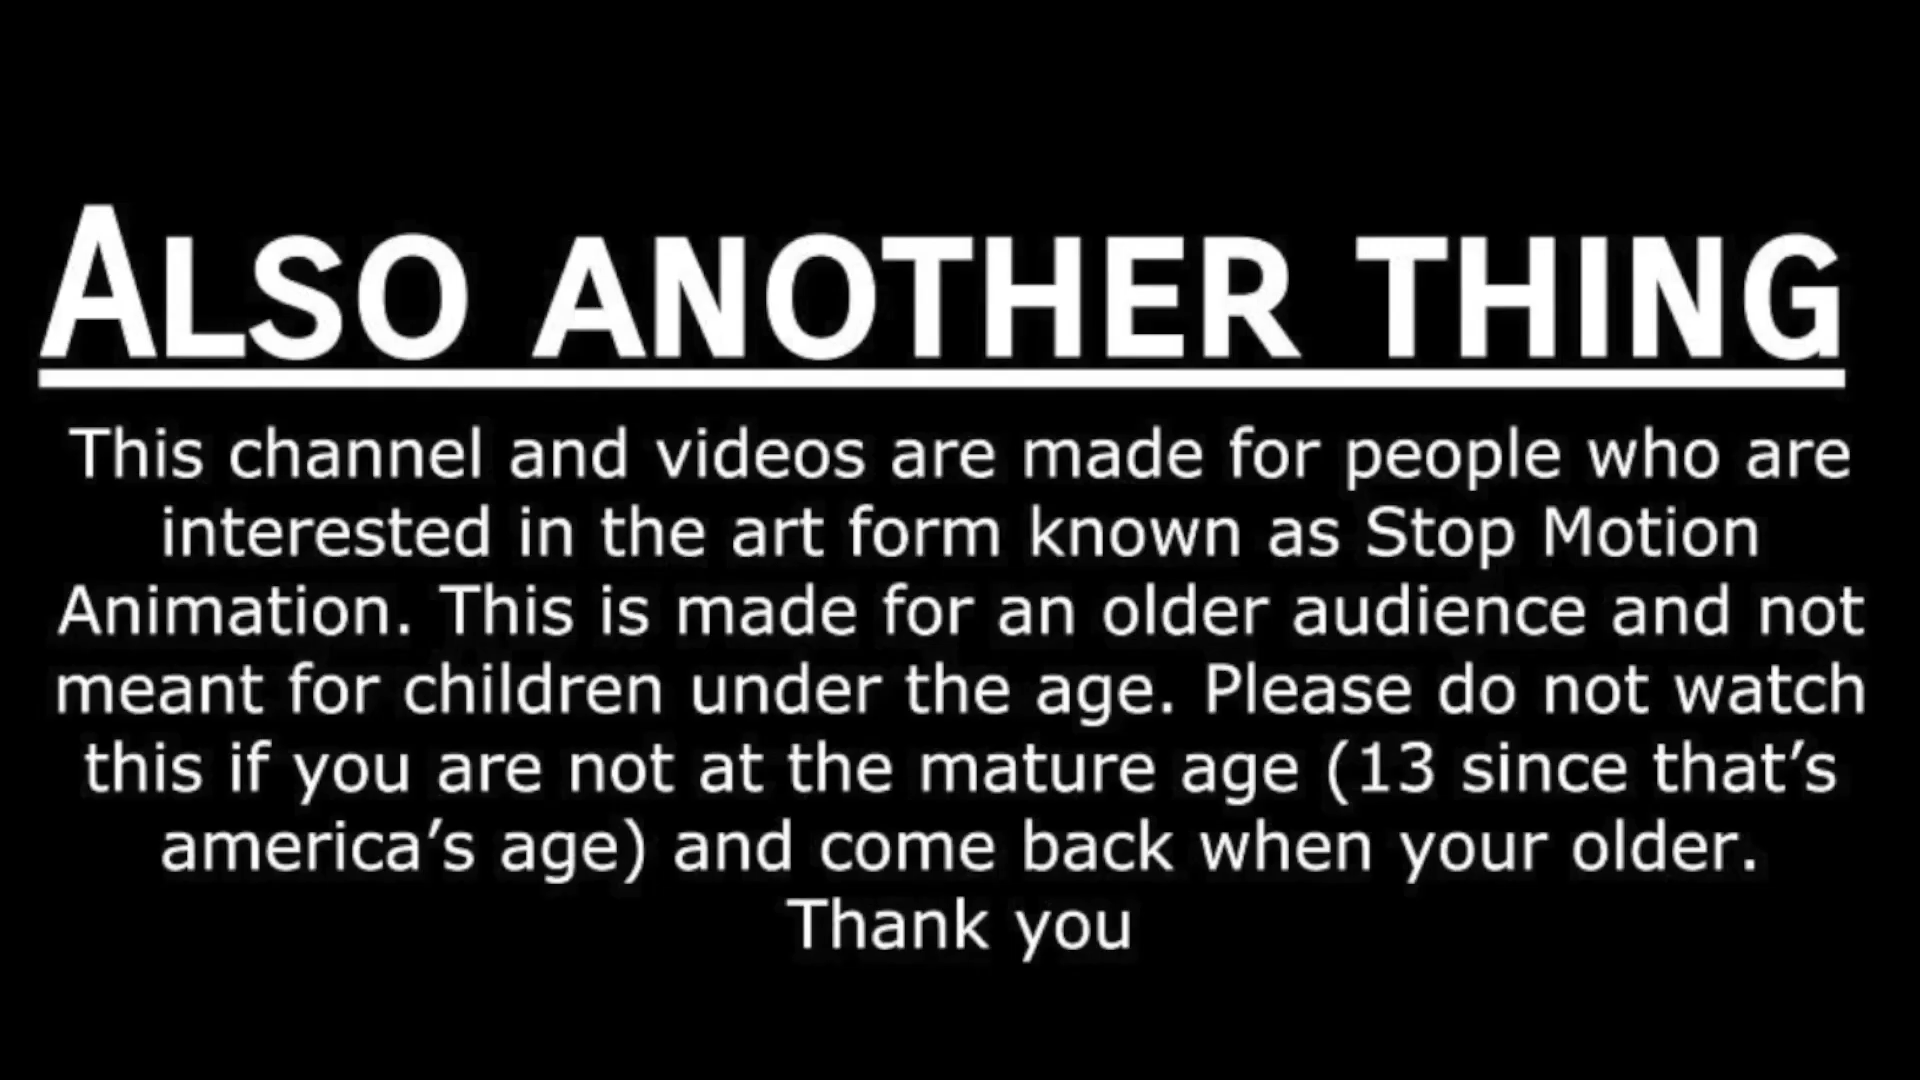 Also another thing
This channel and videos are made for people who are
interested in the art form known as Stop Motion
Animation. This is made for an older audience and not
meant for children under the age. Please do not watch
this if you are not at the mature age (13 since that’s
america’s age) and come back when your older.
Thank you